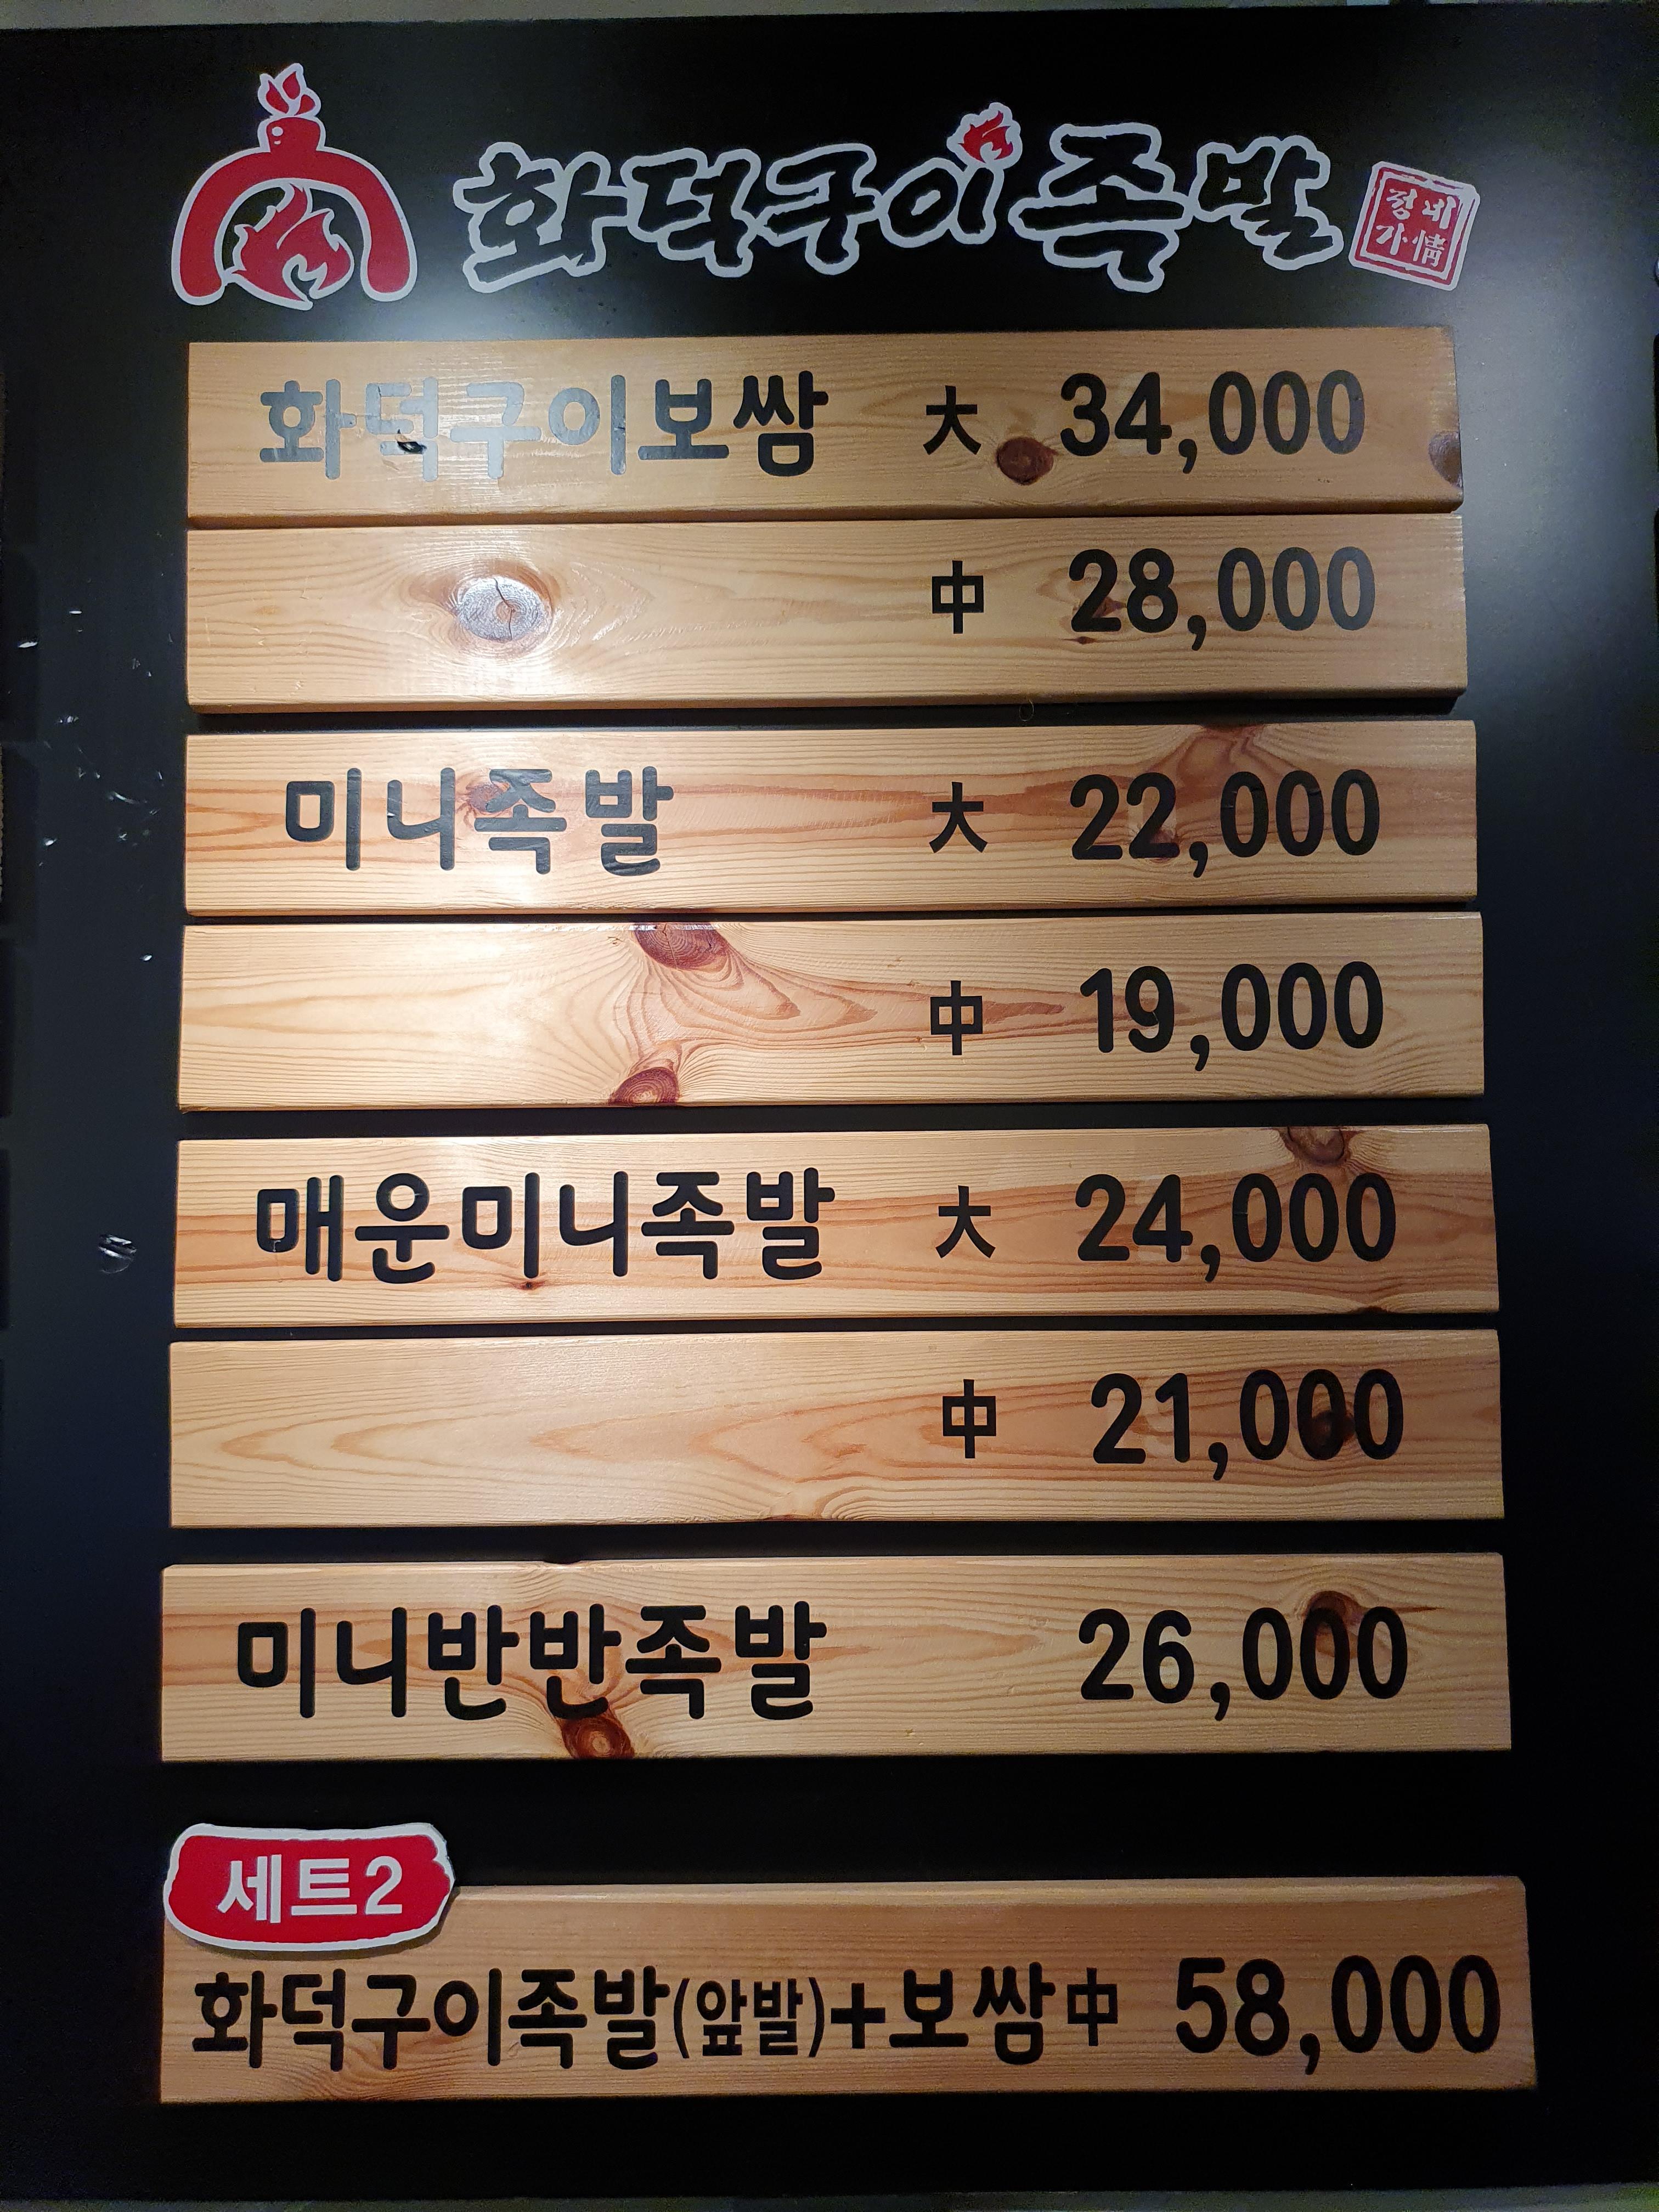 화덕구이족발
정네
가情
화덕구이보쌈 大 34,000
中 28,000
미니족발 大 22,000
中 19,000
매운미니족발 大 24,000
中 21,000
미니반반족발 26,000
세트2
화덕구이족발(앞발)+보쌈中 58,000